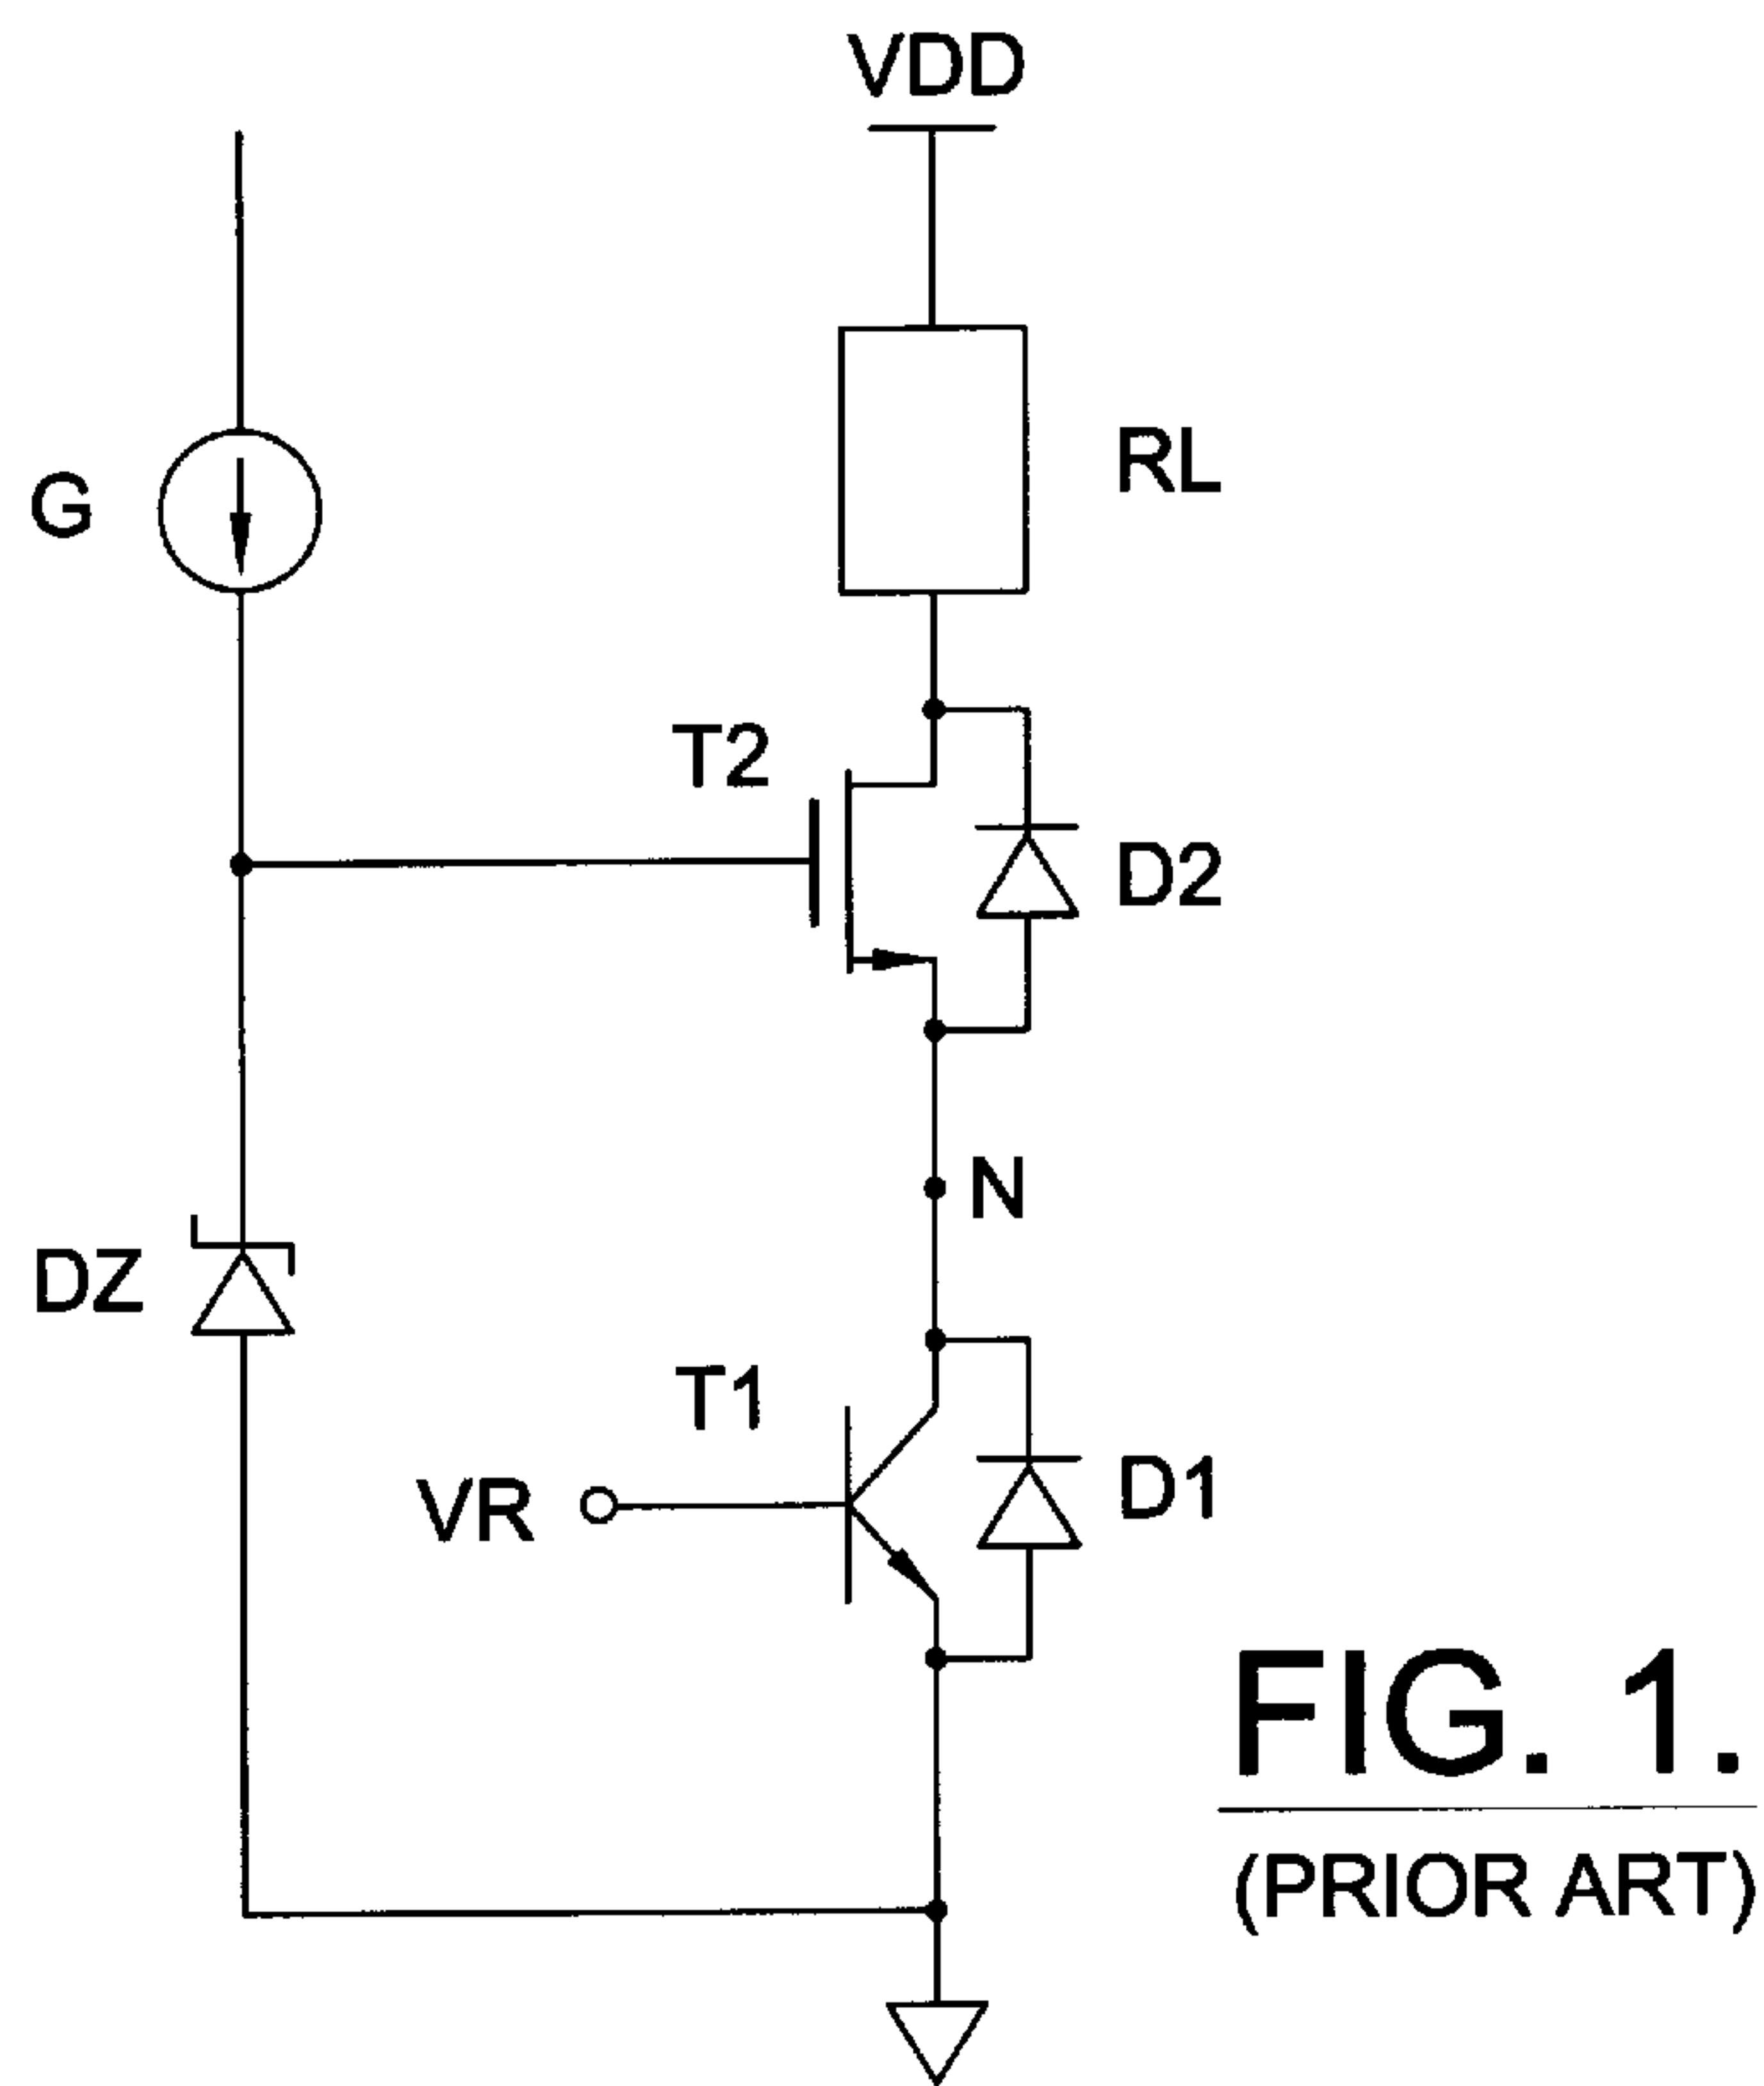 VDD
G
RL
T2
D2
N
DZ
T1
VR
D1
FIG. 1.
(PRIOR ART)